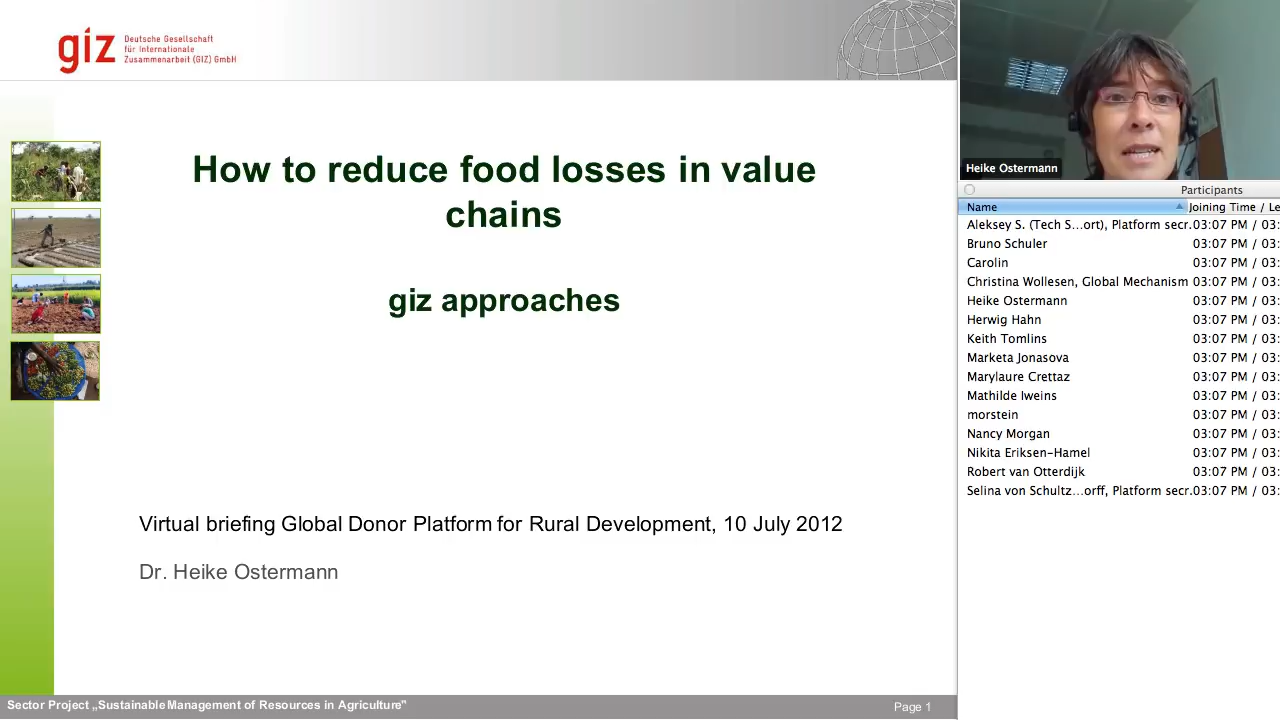 giz
Deutsche Gesellschaft
für Internationale
Zusammenarbeit (GIZ) GmbH
How to reduce food losses in value
chains
giz approaches
Virtual briefing Global Donor Platform for Rural Development, 10 July 2012
Dr. Heike Ostermann
Sector Project „Sustainable Management of Resources in Agriculture"
Page 1
Heike Ostermann
Participants
Name Joining Time / Le
Aleksey S. (Tech S...ort), Platform secr. 03:07 PM / 03:
Bruno Schuler 03:07 PM / 03:
Carolin 03:07 PM / 03:
Christina Wollesen, Global Mechanism 03:07 PM / 03:
Heike Ostermann 03:07 PM / 03:
Herwig Hahn 03:07 PM / 03:
Keith Tomlins 03:07 PM / 03:
Marketa Jonasova 03:07 PM / 03:
Marylaure Crettaz 03:07 PM / 03:
Mathilde Iweins 03:07 PM / 03:
morstein 03:07 PM / 03:
Nancy Morgan 03:07 PM / 03:
Nikita Eriksen-Hamel 03:07 PM / 03:
Robert van Otterdijk 03:07 PM / 03:
Selina von Schultz...orff, Platform secr. 03:07 PM / 03: